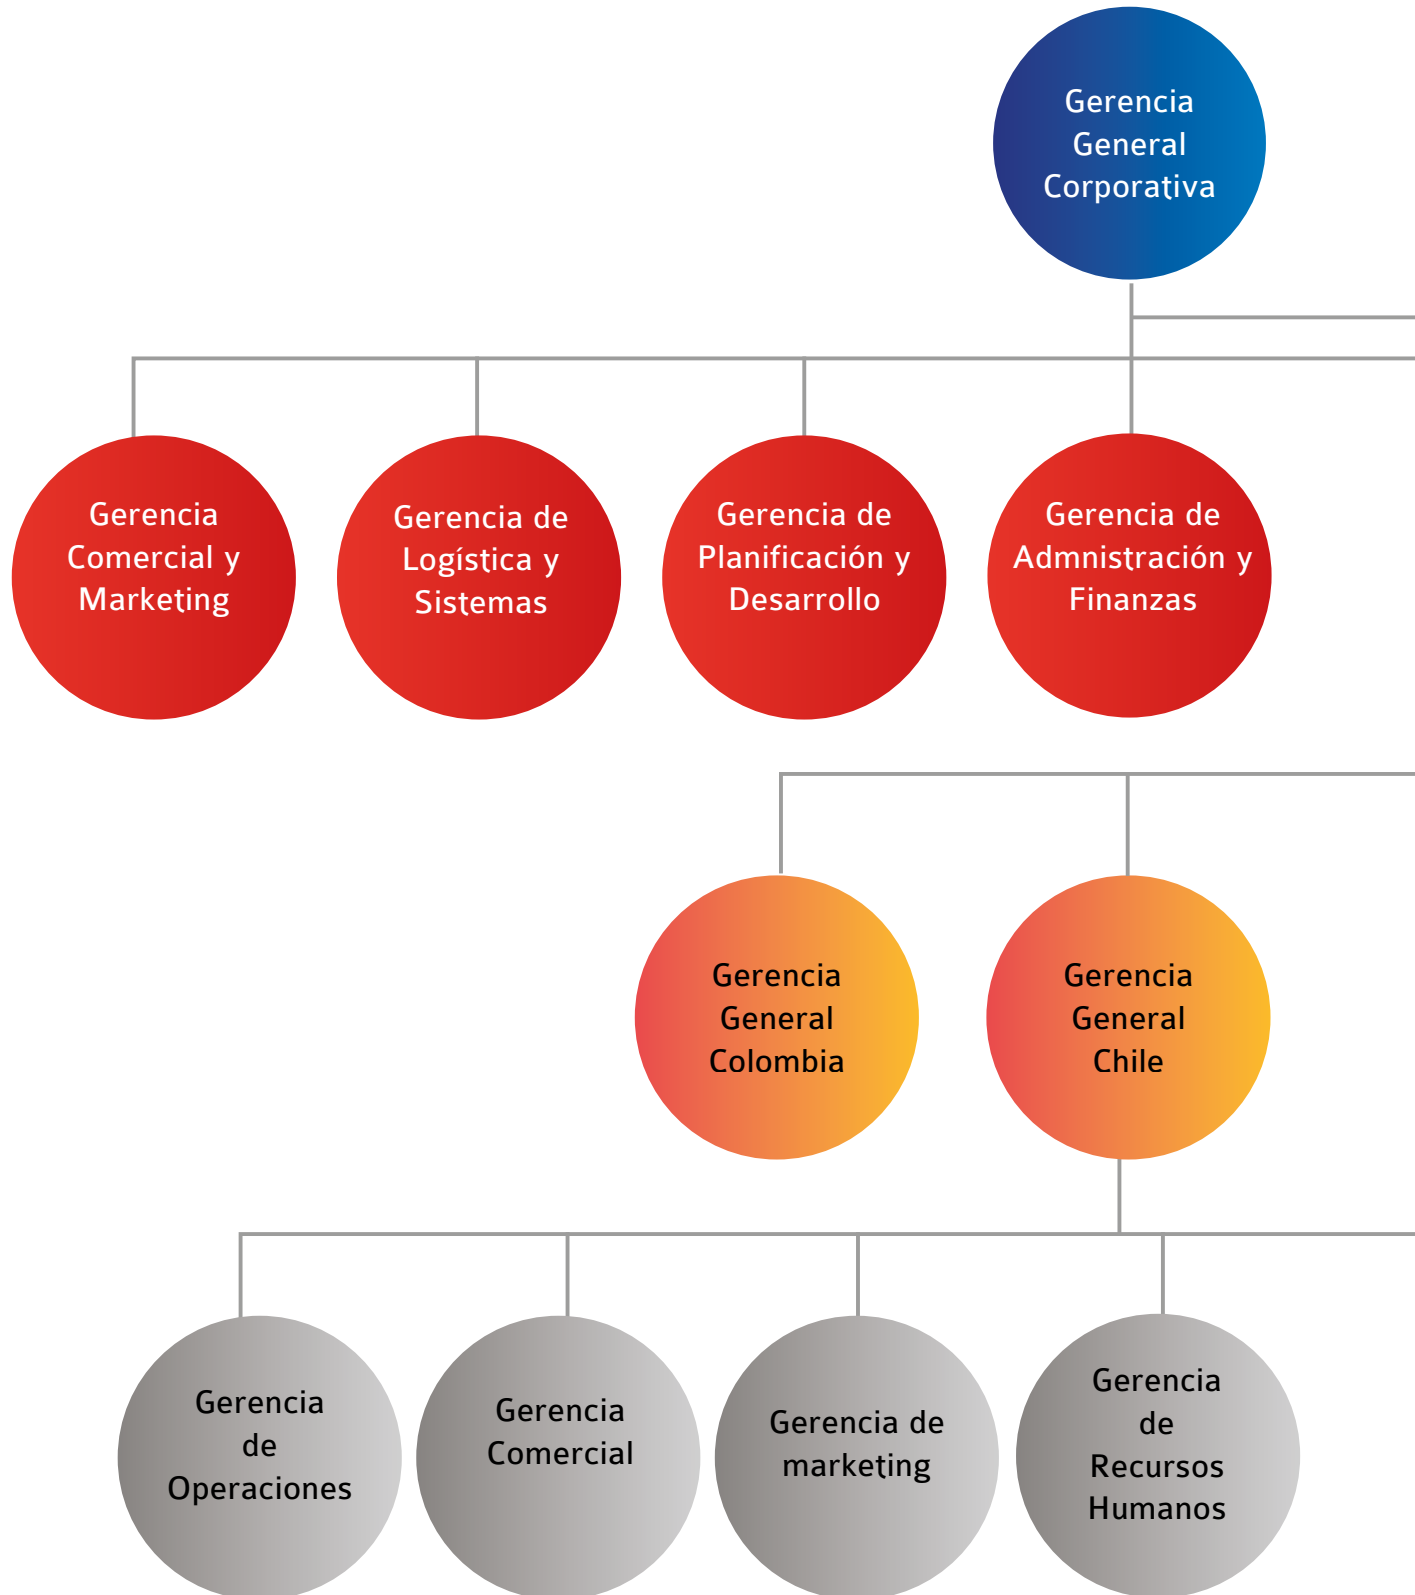 Gerencia
General
Corporativa
Gerencia
Comercial y
Marketing
Gerencia de
Logística y
Sistemas
Gerencia de
Planificación y
Desarrollo
Gerencia de
Admnistración y
Finanzas
Gerencia
General
Colombia
Gerencia
General
Chile
Gerencia
de
Operaciones
Gerencia
Comercial
Gerencia de
marketing
Gerencia
de
Recursos
Humanos